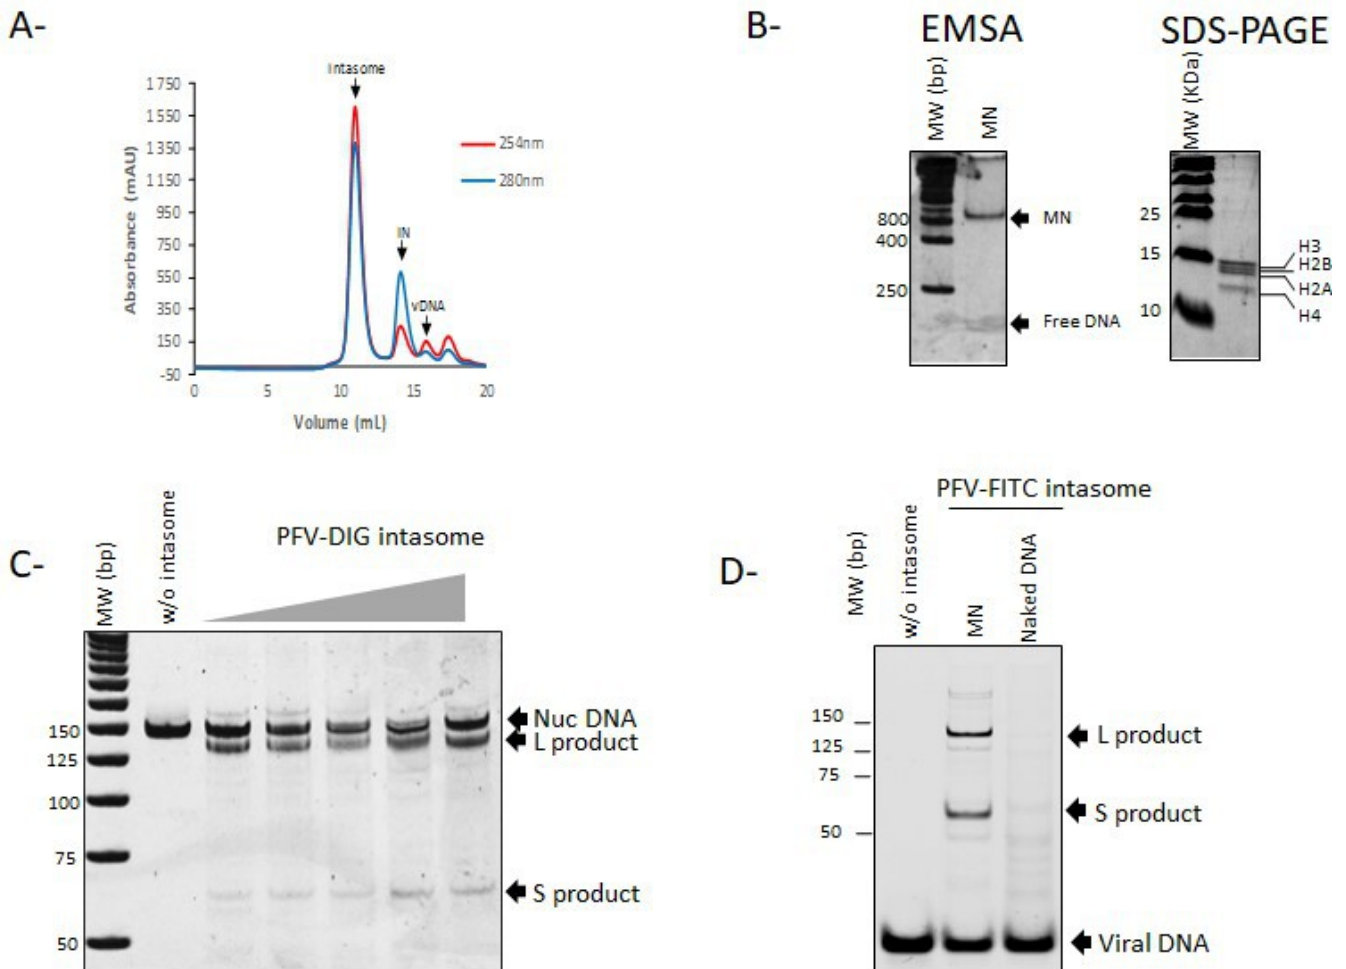 A-
1750
1550
1350
1150
950
750
550
350
150
-50
Absorbance (mAU)
0
5
10
15
20
Volume (mL)
Intasome
IN
vDNA
254nm
280nm
B-
EMSA
SDS-PAGE
MW (bp)
MN
800
400
250
MN
Free DNA
MW (KDa)
25
15
10
H3
H2B
H2A
H4
C-
MW (bp)
w/o intasome
PFV-DIG intasome
150
125
100
75
50
Nuc DNA
L product
S product
D-
PFV-FITC intasome
MW (bp)
w/o intasome
MN
Naked DNA
150
125
75
50
L product
S product
Viral DNA